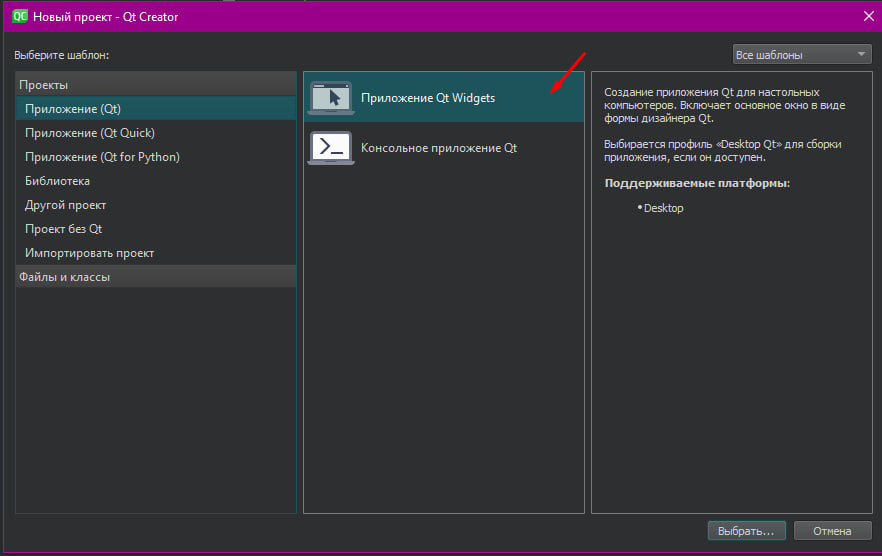 QC Новый проект - Qt Creator
Выберите шаблон:
Все шаблоны
Проекты
Приложение (Qt)
Приложение (Qt Quick)
Приложение (Qt for Python)
Библиотека
Другой проект
Проект без Qt
Импортировать проект
Файлы и классы
Приложение Qt Widgets
Консольное приложение Qt
Создание приложения Qt для настольных
компьютеров. Включает основное окно в виде
формы дизайнера Qt.
Выбирается профиль «Desktop Qt» для сборки
приложения, если он доступен.
Поддерживаемые платформы:
• Desktop
Выбрать...
Отмена